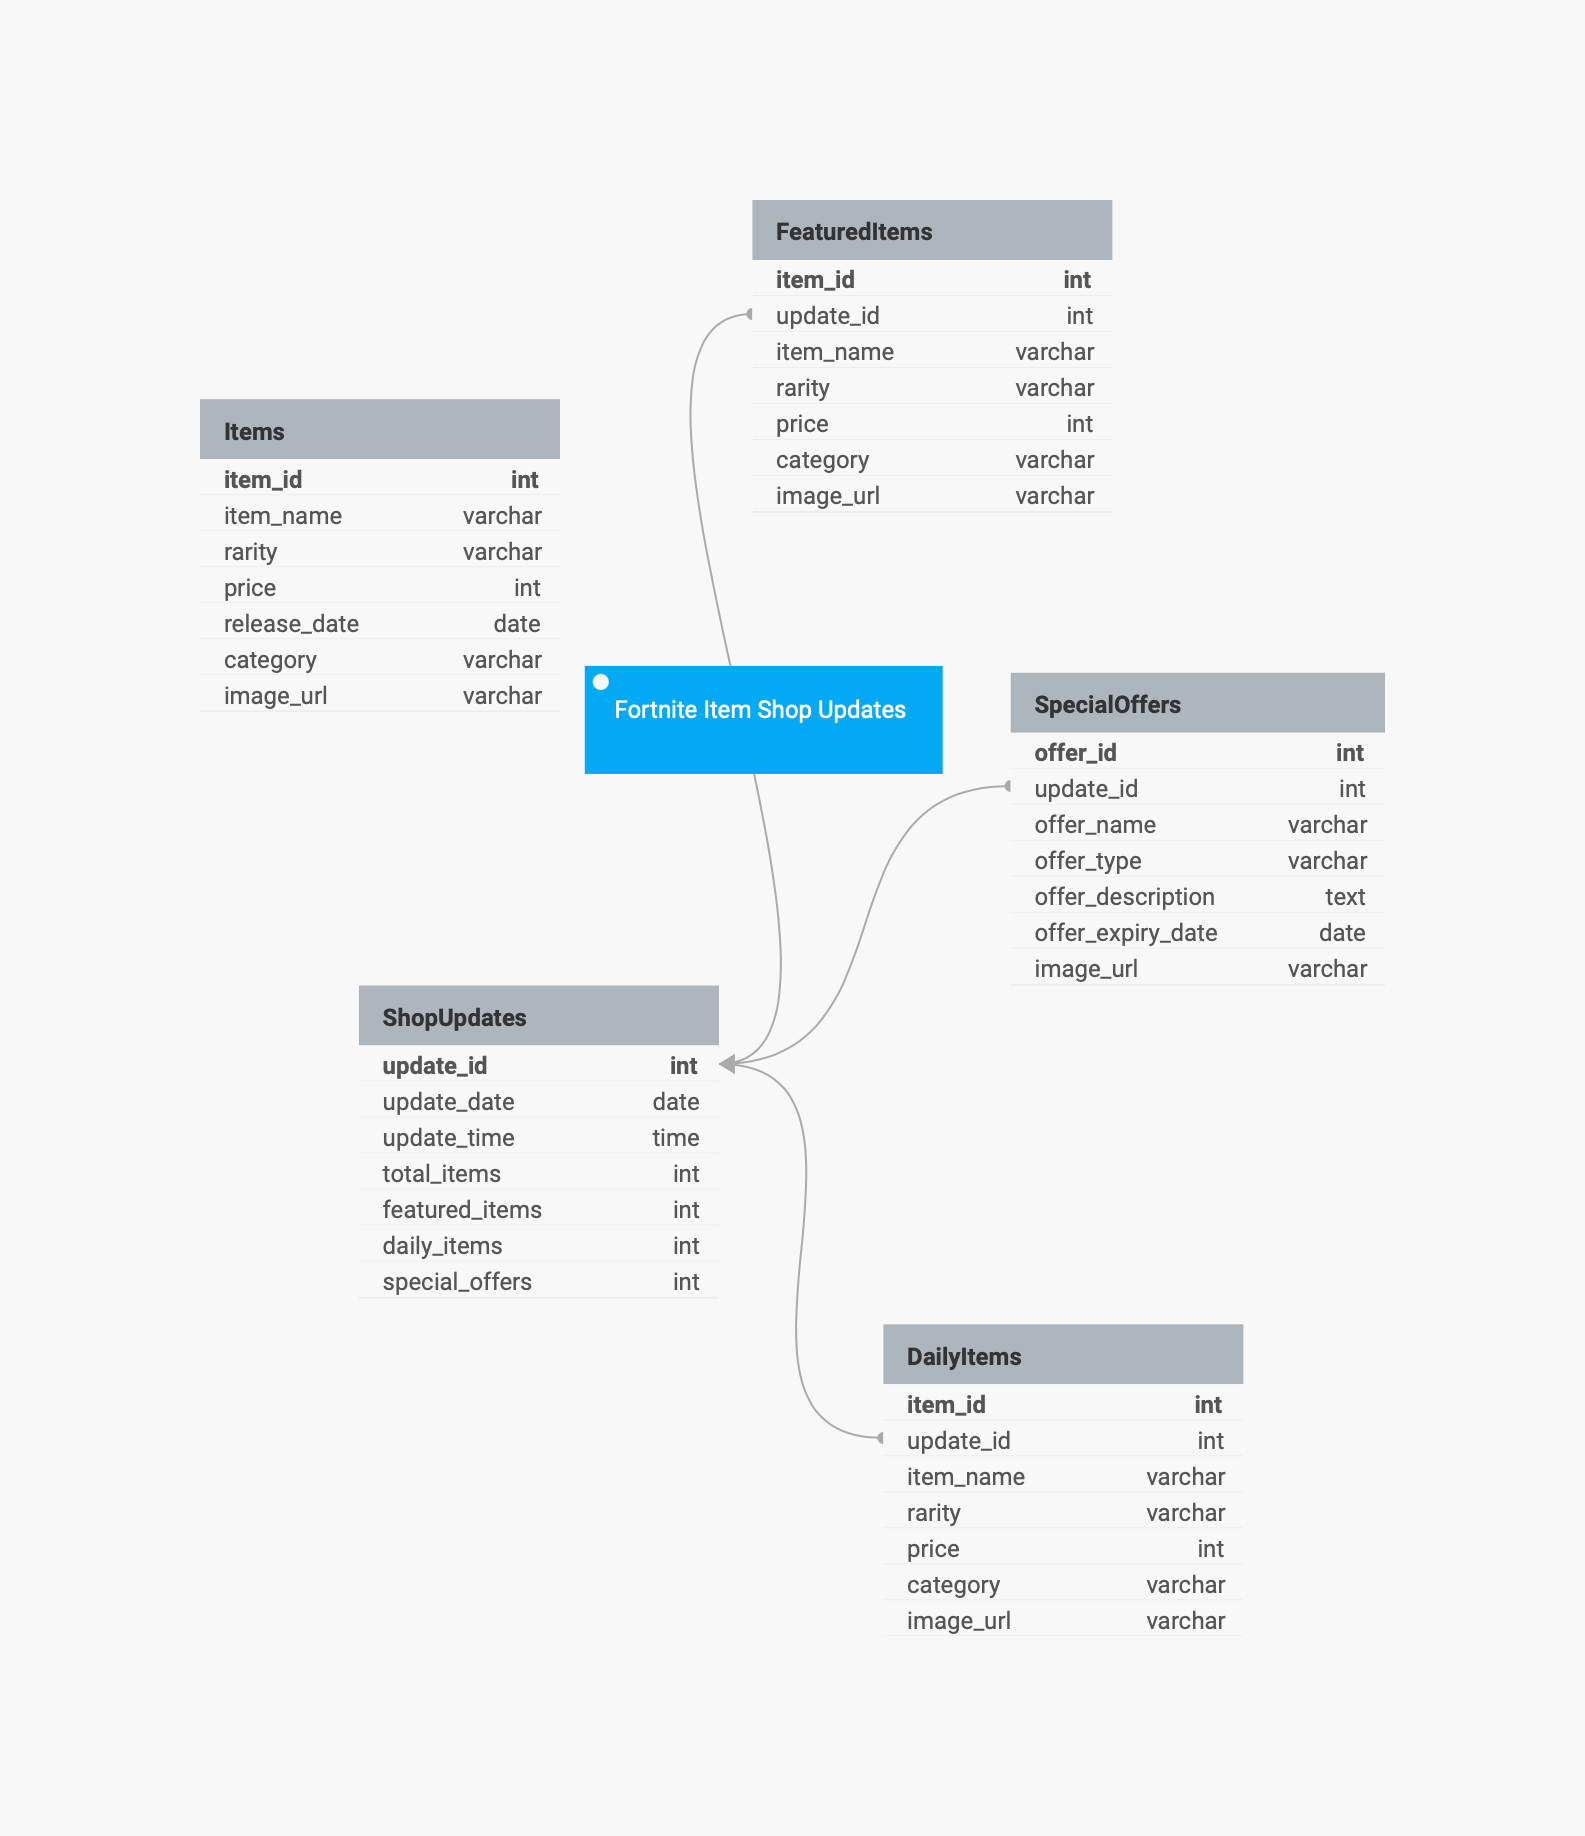 FeaturedItems
item_id int
update_id int
item_name varchar
rarity varchar
price int
category varchar
image_url varchar
Items
item_id int
item_name varchar
rarity varchar
price int
release_date date
category varchar
image_url varchar
Fortnite Item Shop Updates
SpecialOffers
offer_id int
update_id int
offer_name varchar
offer_type varchar
offer_description text
offer_expiry_date date
image_url varchar
ShopUpdates
update_id int
update_date date
update_time time
total_items int
featured_items int
daily_items int
special_offers int
DailyItems
item_id int
update_id int
item_name varchar
rarity varchar
price int
category varchar
image_url varchar